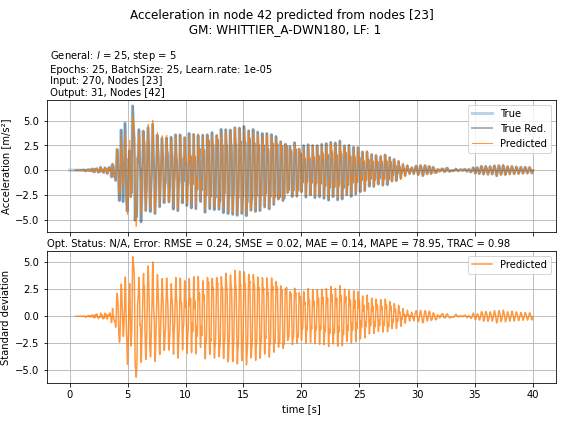 Acceleration in node 42 predicted from nodes [23]
GM: WHITTIER_A-DWN180, LF: 1
General: l = 25, step = 5
Epochs: 25, BatchSize: 25, Learn.rate: 1e-05
Input: 270, Nodes [23]
Output: 31, Nodes [42]
Acceleration [m/s²]
5.0
2.5
0.0
−2.5
−5.0
True
True Red.
Predicted
Opt. Status: N/A, Error: RMSE = 0.24, SMSE = 0.02, MAE = 0.14, MAPE = 78.95, TRAC = 0.98
Standard deviation
5.0
2.5
0.0
−2.5
−5.0
Predicted
0 5 10 15 20 25 30 35 40
time [s]